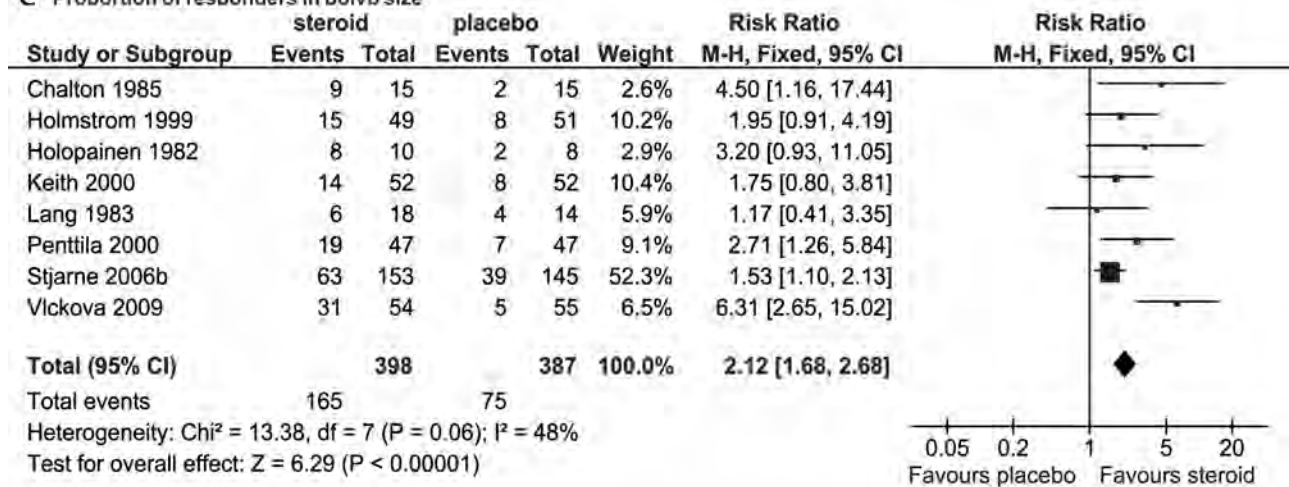 C Proportion of responders in polyp size
steroid placebo Risk Ratio Risk Ratio
Study or Subgroup Events Total Events Total Weight M-H, Fixed, 95% CI M-H, Fixed, 95% CI
Chalton 1985 9 15 2 15 2.6% 4.50 [1.16, 17.44]
Holmstrom 1999 15 49 8 51 10.2% 1.95 [0.91, 4.19]
Holopainen 1982 8 10 2 8 2.9% 3.20 [0.93, 11.05]
Keith 2000 14 52 8 52 10.4% 1.75 [0.80, 3.81]
Lang 1983 6 18 4 14 5.9% 1.17 [0.41, 3.35]
Penttila 2000 19 47 7 47 9.1% 2.71 [1.26, 5.84]
Stjarne 2006b 63 153 39 145 52.3% 1.53 [1.10, 2.13]
Vlckova 2009 31 54 5 55 6.5% 6.31 [2.65, 15.02]
Total (95% CI) 398 387 100.0% 2.12 [1.68, 2.68]
Total events 165 75
Heterogeneity: Chi² = 13.38, df = 7 (P = 0.06); I² = 48%
Test for overall effect: Z = 6.29 (P < 0.00001)
0.05 0.2 1 5 20
Favours placebo Favours steroid